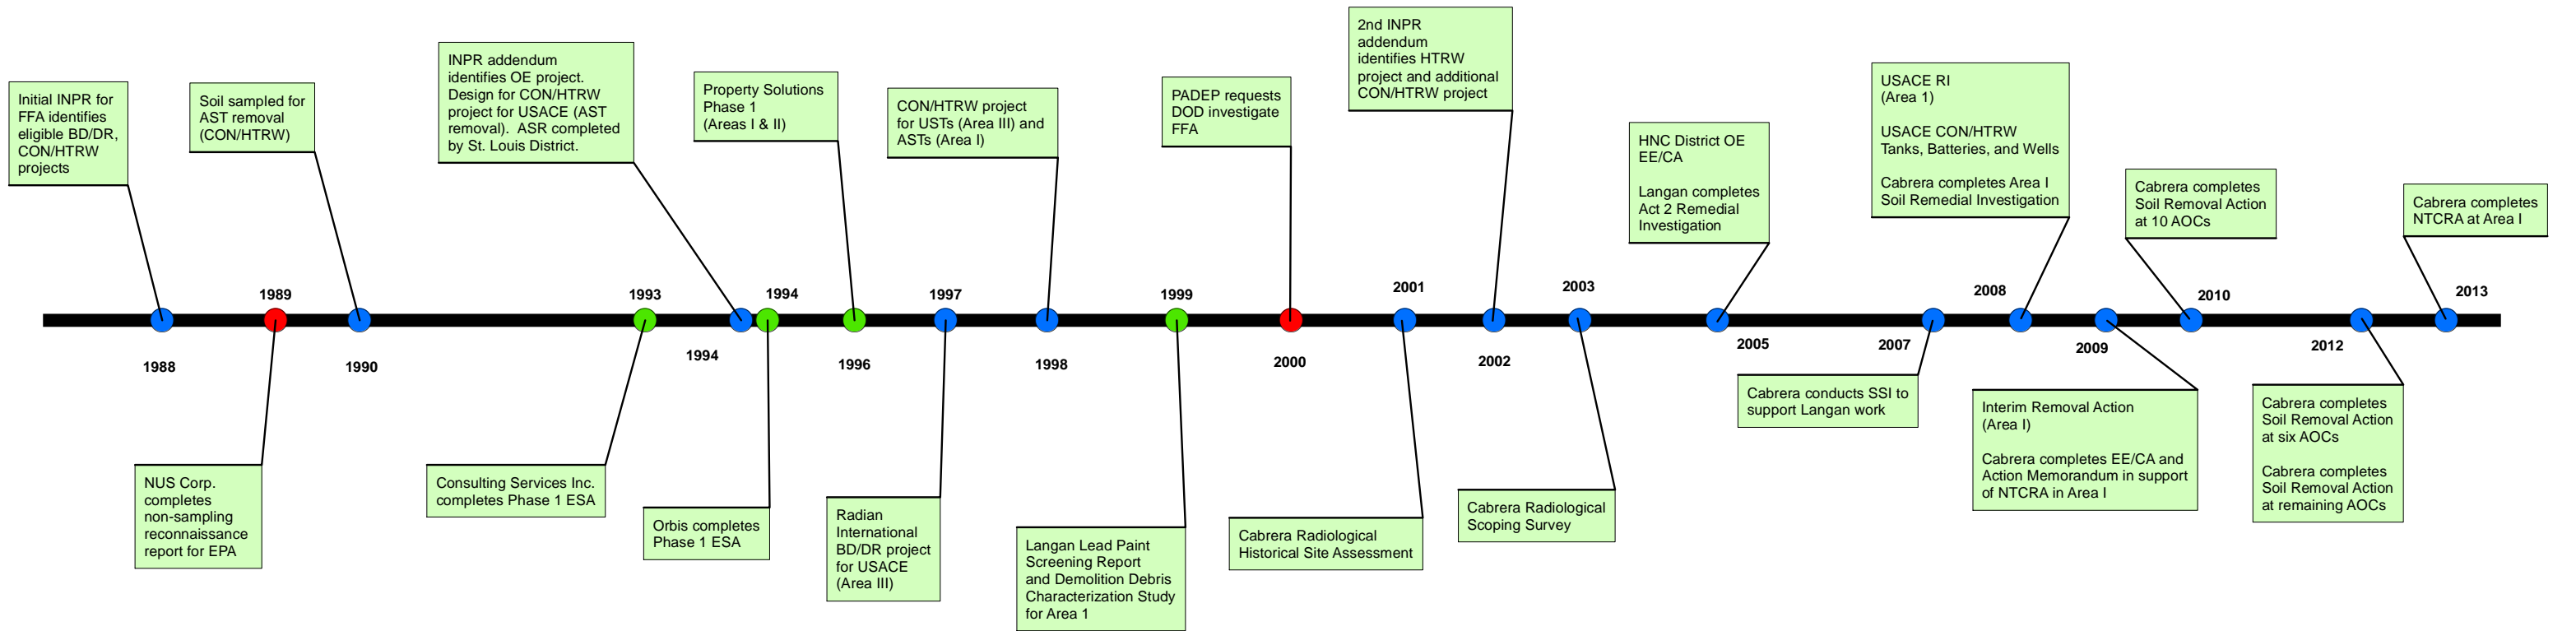 Initial INPR for
FFA identifies
eligible BD/DR,
CON/HTRW
projects
1988
1989
NUS Corp.
completes
non-sampling
reconnaissance
report for EPA
Soil sampled for
AST removal
(CON/HTRW)
1990
1993
Consulting Services Inc.
completes Phase 1 ESA
INPR addendum
identifies OE project.
Design for CON/HTRW
project for USACE (AST
removal).  ASR completed
by St. Louis District.
1994
1994
Orbis completes
Phase 1 ESA
Property Solutions
Phase 1
(Areas I & II)
1996
1997
Radian
International
BD/DR project
for USACE
(Area III)
CON/HTRW project
for USTs (Area III) and
ASTs (Area I)
1998
1999
Langan Lead Paint
Screening Report
and Demolition Debris
Characterization Study
for Area 1
PADEP requests
DOD investigate
FFA
2000
2001
Cabrera Radiological
Historical Site Assessment
2nd INPR
addendum
identifies HTRW
project and additional
CON/HTRW project
2002
2003
Cabrera Radiological
Scoping Survey
HNC District OE
EE/CA
Langan completes
Act 2 Remedial
Investigation
2005
2007
Cabrera conducts SSI to
support Langan work
USACE RI
(Area 1)
USACE CON/HTRW
Tanks, Batteries, and Wells
Cabrera completes Area I
Soil Remedial Investigation
2008
2009
Interim Removal Action
(Area I)
Cabrera completes EE/CA and
Action Memorandum in support
of NTCRA in Area I
Cabrera completes
Soil Removal Action
at 10 AOCs
2010
2012
Cabrera completes
Soil Removal Action
at six AOCs
Cabrera completes
Soil Removal Action
at remaining AOCs
Cabrera completes
NTCRA at Area I
2013